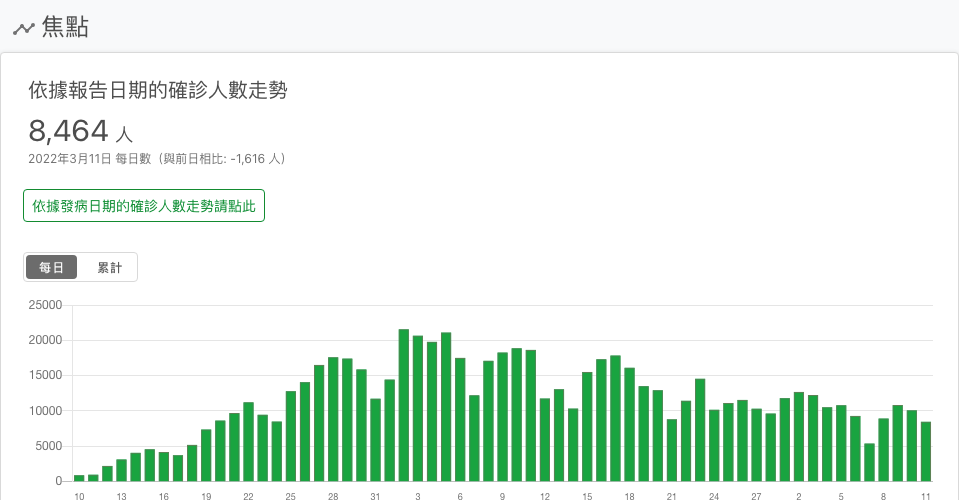 焦點
依據報告日期的確診人數走勢
8,464 人
2022年3月11日 每日數（與前日相比: -1,616 人）
依據發病日期的確診人數走勢請點此
每日 累計
25000
20000
15000
10000
5000
0
10 13 16 19 22 25 28 31 3 6 9 12 15 18 21 24 27 2 5 8 11